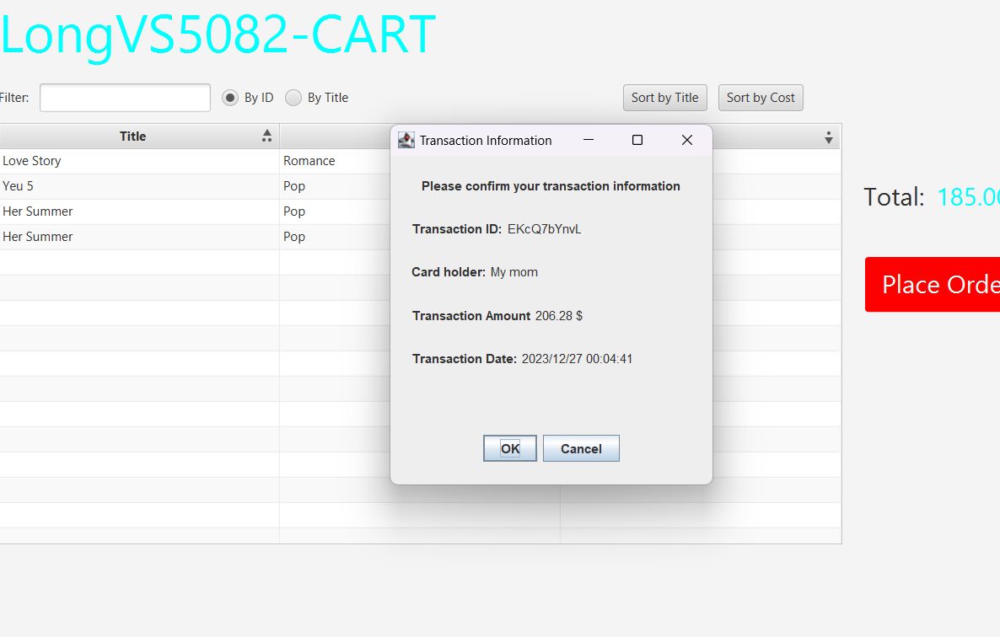 LongVS5082-CART
Filter:
By ID
By Title
Sort by Title
Sort by Cost
Title
Love Story
Romance
Yeu 5
Pop
Her Summer
Pop
Her Summer
Pop
Transaction Information
Please confirm your transaction information
Transaction ID: EKcQ7bYnvL
Card holder: My mom
Transaction Amount 206.28 $
Transaction Date: 2023/12/27 00:04:41
OK
Cancel
Total: 185.00
Place Orde